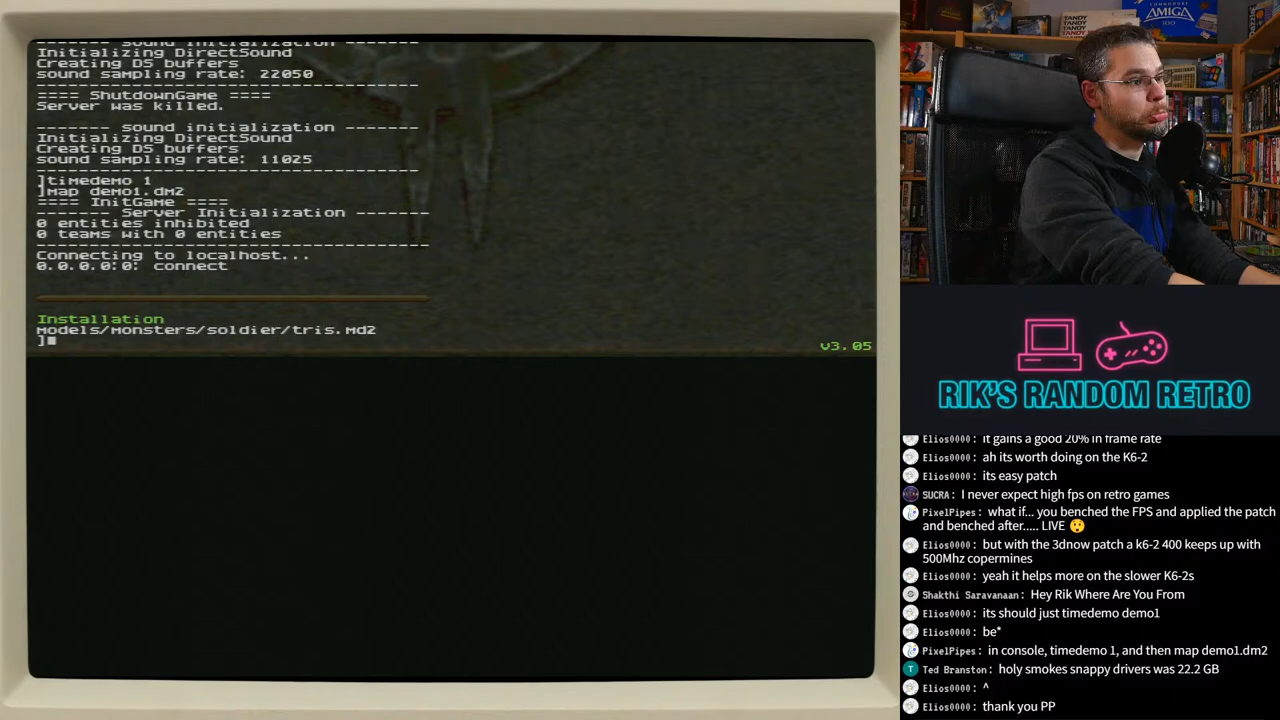 ------- sound initialization -------
Initializing DirectSound
Creating DS buffers
sound sampling rate: 22050
------------------------------------
==== ShutdownGame ====
Server was killed.
------- sound initialization -------
Initializing DirectSound
Creating DS buffers
sound sampling rate: 11025
------------------------------------
]timedemo 1
]map demo1.dm2
==== InitGame ====
------- Server Initialization -------
0 entities inhibited
0 teams with 0 entities
-------------------------------------
Connecting to localhost...
0.0.0.0:0: connect
Installation
models/monsters/soldier/tris.md2
]
v3.05
COMMODORE
AMIGA
TANDY
TANDY
RIK'S RANDOM RETRO
Elios0000: it gains a good 20% in frame rate
Elios0000: ah its worth doing on the K6-2
Elios0000: its easy patch
SUCRA: I never expect high fps on retro games
PixelPipes: what if... you benched the FPS and applied the patch
and benched after..... LIVE 😲
Elios0000: but with the 3dnow patch a k6-2 400 keeps up with
500Mhz copermines
Elios0000: yeah it helps more on the slower K6-2s
Shakthi Saravanaan: Hey Rik Where Are You From
Elios0000: its should just timedemo demo1
Elios0000: be*
PixelPipes: in console, timedemo 1, and then map demo1.dm2
T Ted Branston: holy smokes snappy drivers was 22.2 GB
Elios0000: ^
Elios0000: thank you PP